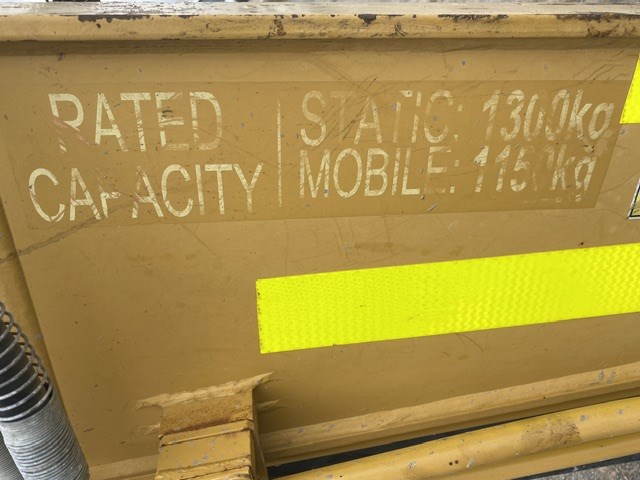 RATED
CAPACITY
STATIC: 1300kg
MOBILE: 1150kg